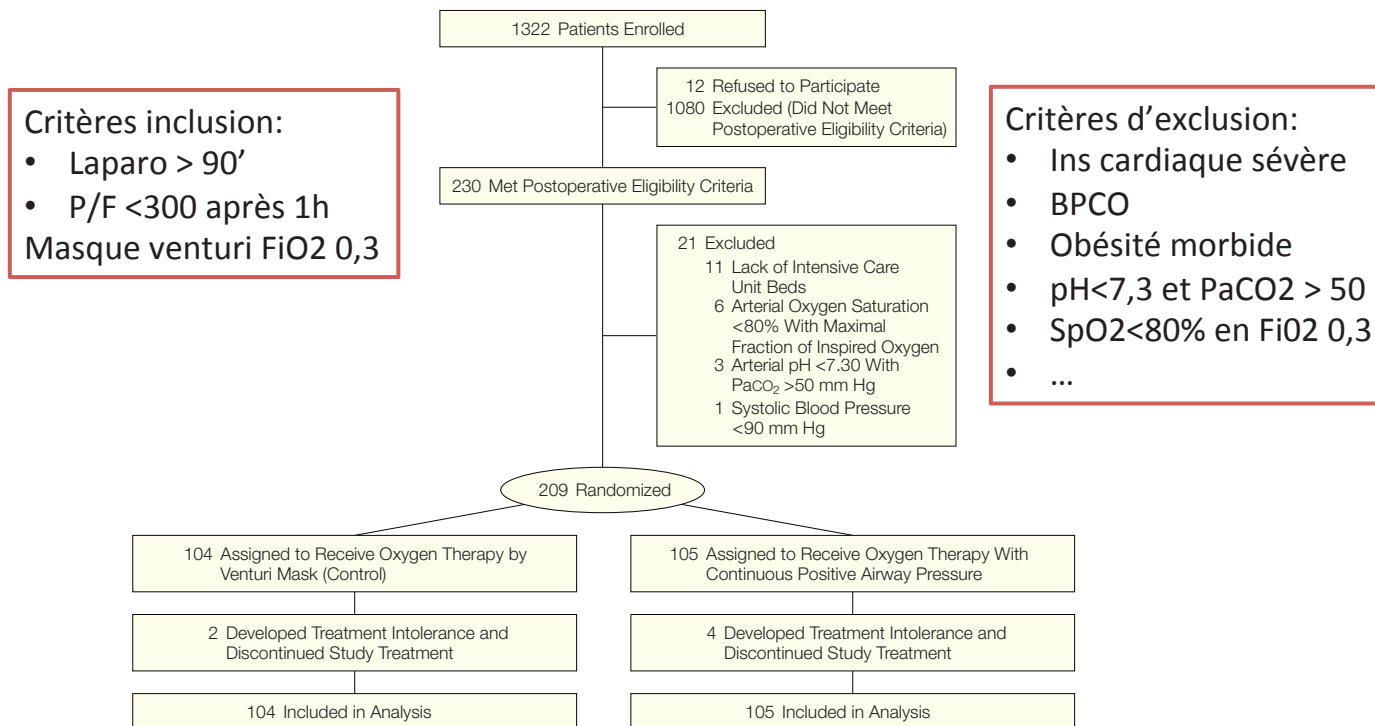 1322 Patients Enrolled
12 Refused to Participate
1080 Excluded (Did Not Meet
Postoperative Eligibility Criteria)
Critères inclusion:
• Laparo > 90’
• P/F <300 après 1h
Masque venturi FiO2 0,3
Critères d’exclusion:
• Ins cardiaque sévère
• BPCO
• Obésité morbide
• pH<7,3 et PaCO2 > 50
• SpO2<80% en Fi02 0,3
• ...
230 Met Postoperative Eligibility Criteria
21 Excluded
11 Lack of Intensive Care
Unit Beds
6 Arterial Oxygen Saturation
<80% With Maximal
Fraction of Inspired Oxygen
3 Arterial pH <7.30 With
PaCO2 >50 mm Hg
1 Systolic Blood Pressure
<90 mm Hg
209 Randomized
104 Assigned to Receive Oxygen Therapy by
Venturi Mask (Control)
105 Assigned to Receive Oxygen Therapy With
Continuous Positive Airway Pressure
2 Developed Treatment Intolerance and
Discontinued Study Treatment
4 Developed Treatment Intolerance and
Discontinued Study Treatment
104 Included in Analysis
105 Included in Analysis